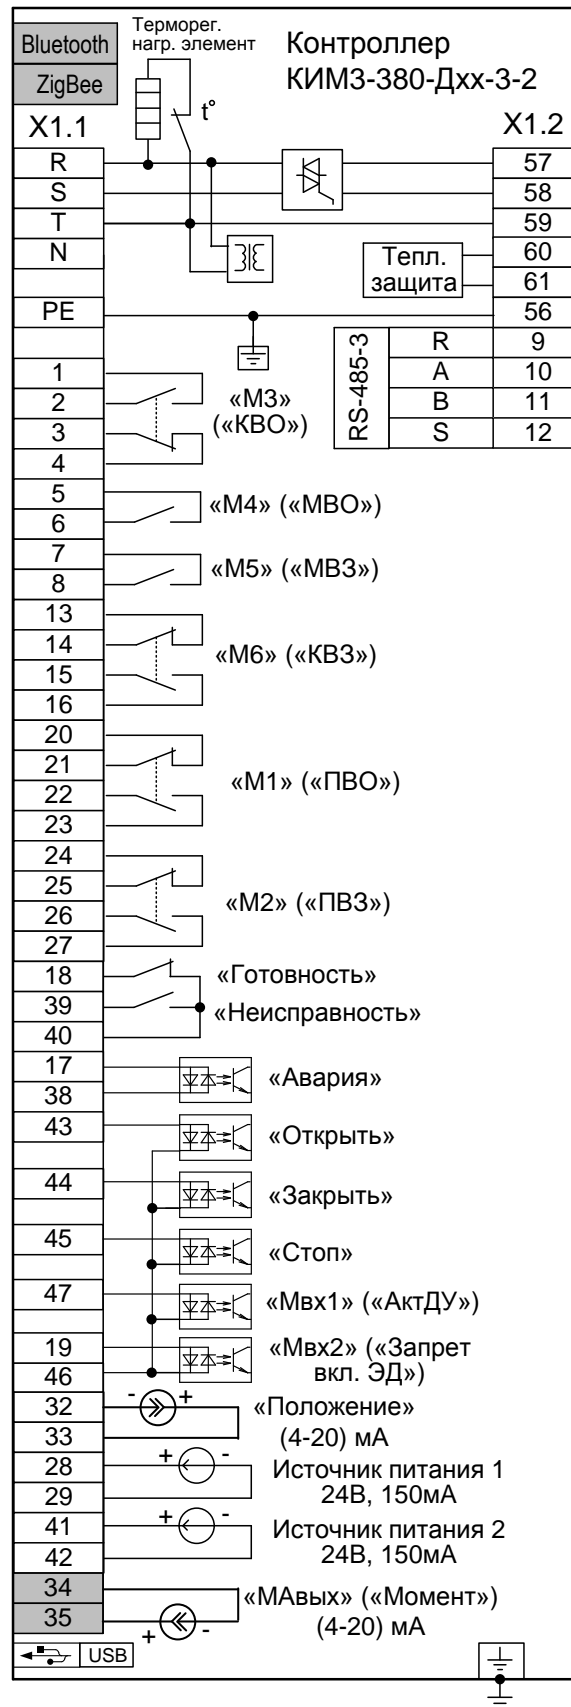 Bluetooth
ZigBee
Терморег.
нагр. элемент
t°
Контроллер
КИМ3-380-Дхх-3-2
X1.1
X1.2
R
S
T
N
PE
57
58
59
60
61
56
Тепл.
защита
RS-485-3
R
9
A
10
B
11
S
12
1
2
3
4
«М3»
(«КВО»)
5
6
«М4» («МВО»)
7
8
«М5» («МВЗ»)
13
14
15
16
«М6» («КВЗ»)
20
21
22
23
«М1» («ПВО»)
24
25
26
27
«М2» («ПВЗ»)
18
«Готовность»
39
«Неисправность»
40
17
38
«Авария»
43
«Открыть»
44
«Закрыть»
45
«Стоп»
47
«Мвх1» («АктДУ»)
19
46
«Мвх2» («Запрет
вкл. ЭД»)
32
- +
«Положение»
33
(4-20) мА
28
+ -
Источник питания 1
29
24В, 150мА
41
+ -
Источник питания 2
42
24В, 150мА
34
«МАвых» («Момент»)
35
+ -
(4-20) мА
USB